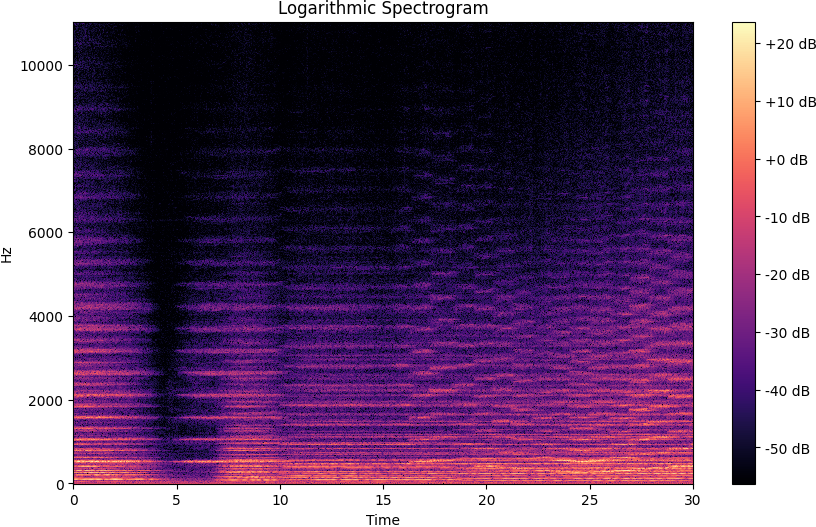 Logarithmic Spectrogram
Hz
10000
8000
6000
4000
2000
0
0 5 10 15 20 25 30
Time
+20 dB
+10 dB
+0 dB
-10 dB
-20 dB
-30 dB
-40 dB
-50 dB